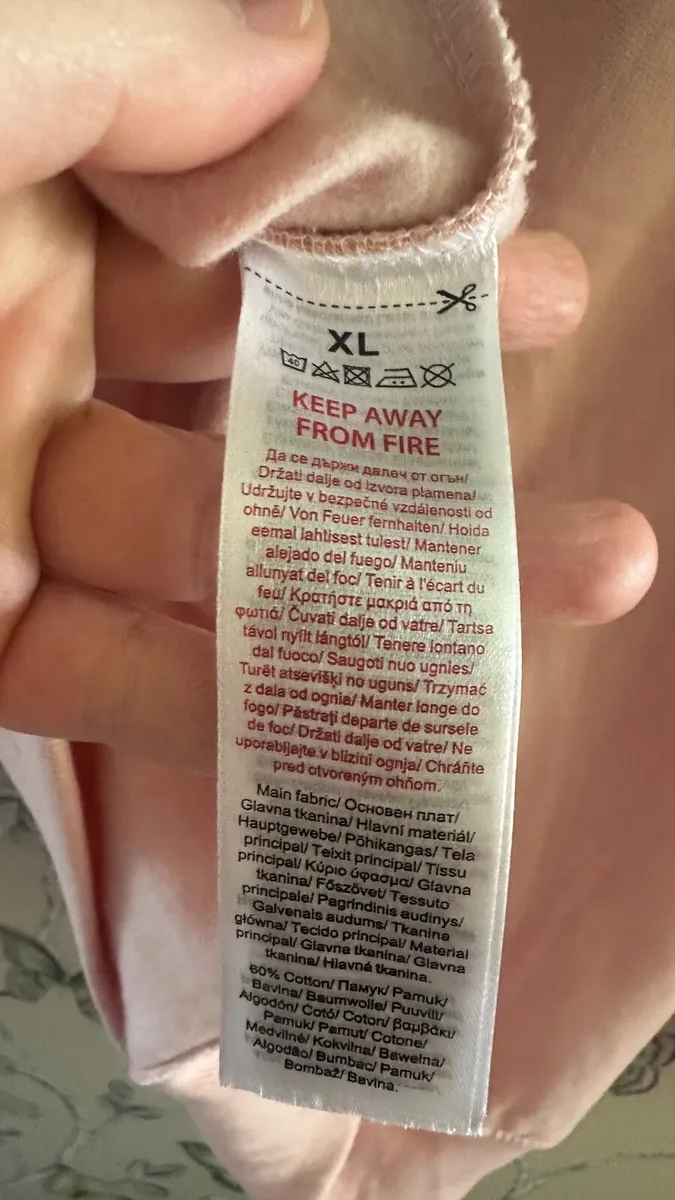 XL
40
KEEP AWAY
FROM FIRE
Да се държи далеч от огън/
Držati dalje od izvora plamena/
Udržujte v bezpečné vzdálenosti od
ohně/ Von Feuer fernhalten/ Hoida
eemal lahtisest tulest/ Mantener
alejado del fuego/ Manteniu
allunyat del foc/ Tenir à l'écart du
feu/ Κρατήστε μακριά από τη
φωτιά/ Čuvati dalje od vatre/ Tartsa
távol nyílt lángtól/ Tenere lontano
dal fuoco/ Saugoti nuo ugnies/
Turēt atsevišķi no uguns/ Trzymać
z dala od ognia/ Manter longe do
fogo/ Păstrați departe de sursele
de foc/ Držati dalje od vatre/ Ne
uporabljajte v bližini ognja/ Chráňte
pred otvoreným ohňom.
Main fabric/ Основен плат/
Glavna tkanina/ Hlavní materiál/
Hauptgewebe/ Põhikangas/ Tela
principal/ Teixit principal/ Tissu
principal/ Κύριο ύφασμα/ Glavna
tkanina/ Főszövet/ Tessuto
principale/ Pagrindinis audinys/
Galvenais audums/ Tkanina
główna/ Tecido principal/ Material
principal/ Glavna tkanina/ Glavna
tkanina/ Hlavná tkanina.
60% Cotton/ Памук/ Pamuk/
Bavlna/ Baumwolle/ Puuvill/
Algodón/ Cotó/ Coton/ βαμβάκι/
Pamuk/ Pamut/ Cotone/
Medvilnė/ Kokvilna/ Bawełna/
Algodão/ Bumbac/ Pamuk/
Bombaž/ Bavlna.